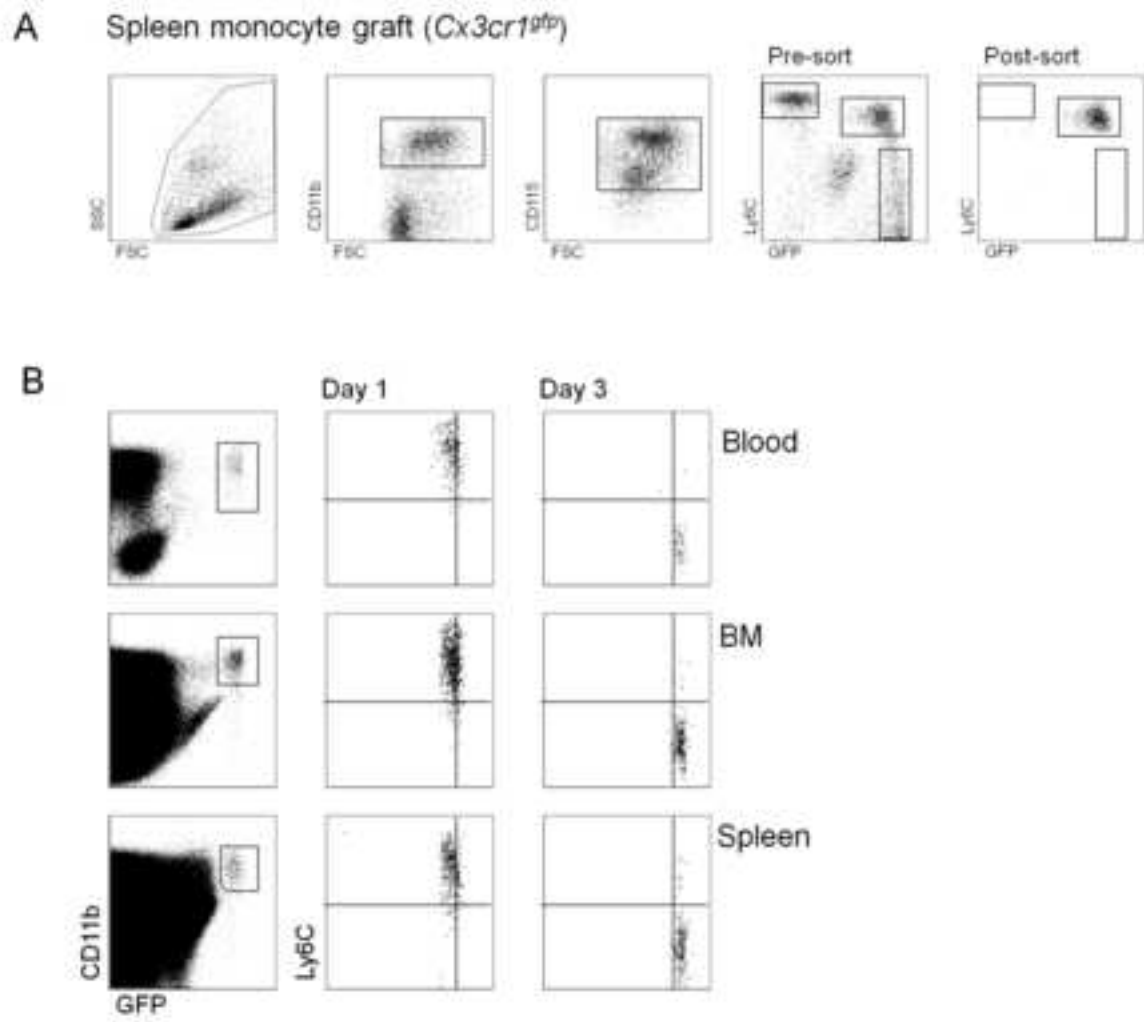 A
Spleen monocyte graft (Cx3cr1gfp)
Pre-sort
Post-sort
SSC
FSC
CD11b
FSC
CD115
FSC
Ly6C
GFP
Ly6C
GFP
B
Day 1
Day 3
Blood
BM
Spleen
CD11b
GFP
Ly6C